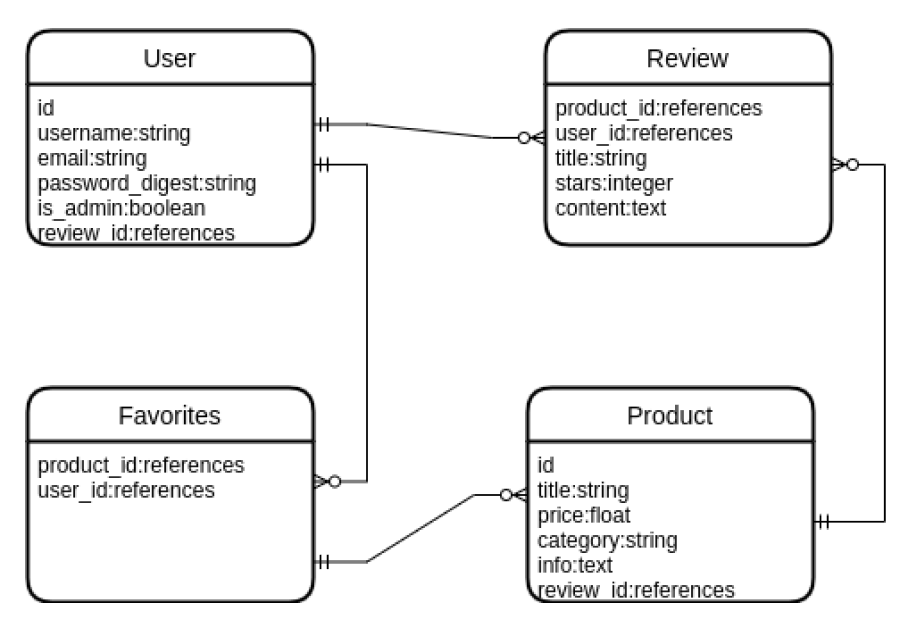 User
id
username:string
email:string
password_digest:string
is_admin:boolean
review_id:references
Review
product_id:references
user_id:references
title:string
stars:integer
content:text
Favorites
product_id:references
user_id:references
Product
id
title:string
price:float
category:string
info:text
review_id:references